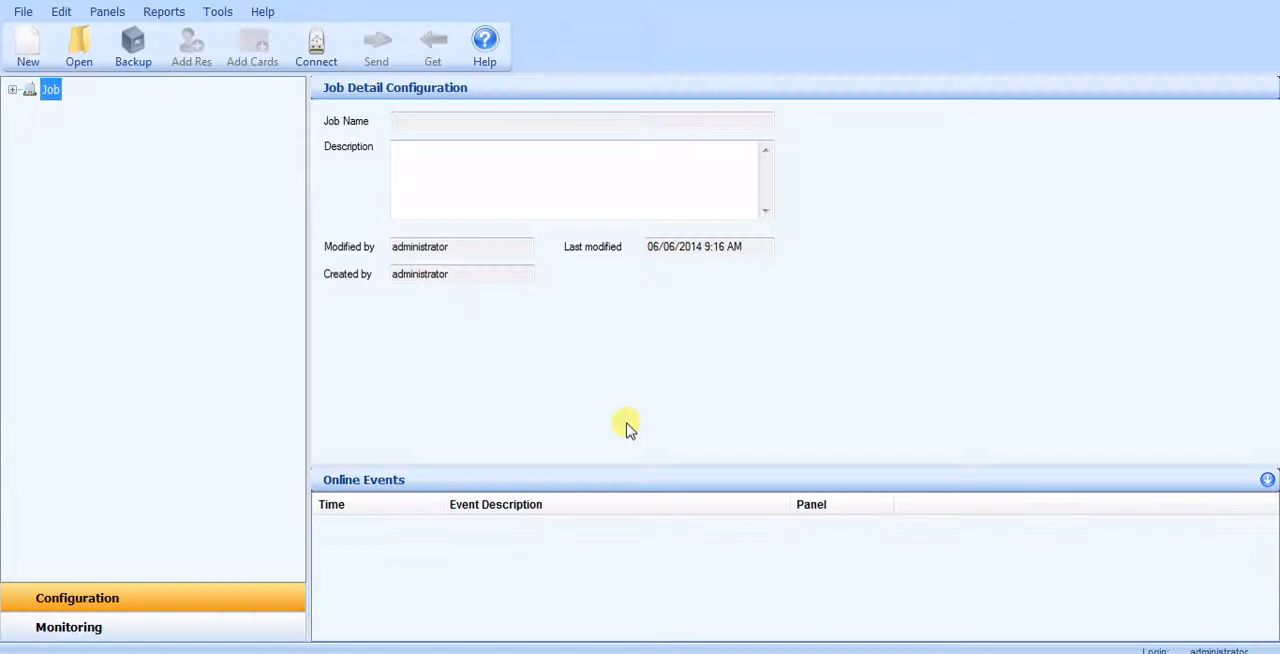 File Edit Panels Reports Tools Help
New Open Backup Add Res Add Cards Connect Send Get Help
Job
Job Detail Configuration
Job Name
Description
Modified by administrator Last modified 06/06/2014 9:16 AM
Created by administrator
Online Events
Time Event Description Panel
Configuration
Monitoring
Login: administrator